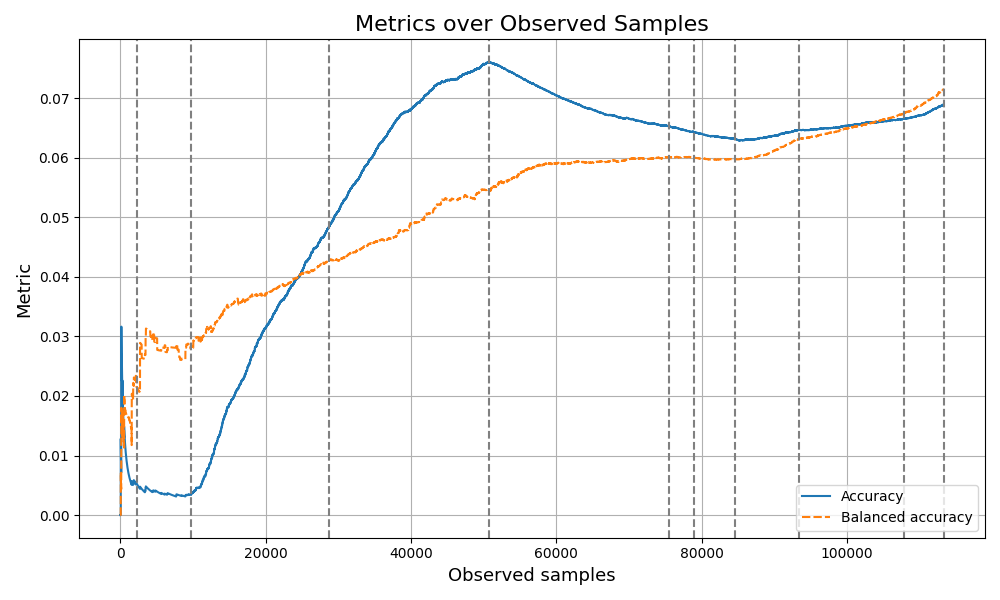 Metrics over Observed Samples
Metric
0.07
0.06
0.05
0.04
0.03
0.02
0.01
0.00
0
20000
40000
60000
80000
100000
Observed samples
Accuracy
Balanced accuracy